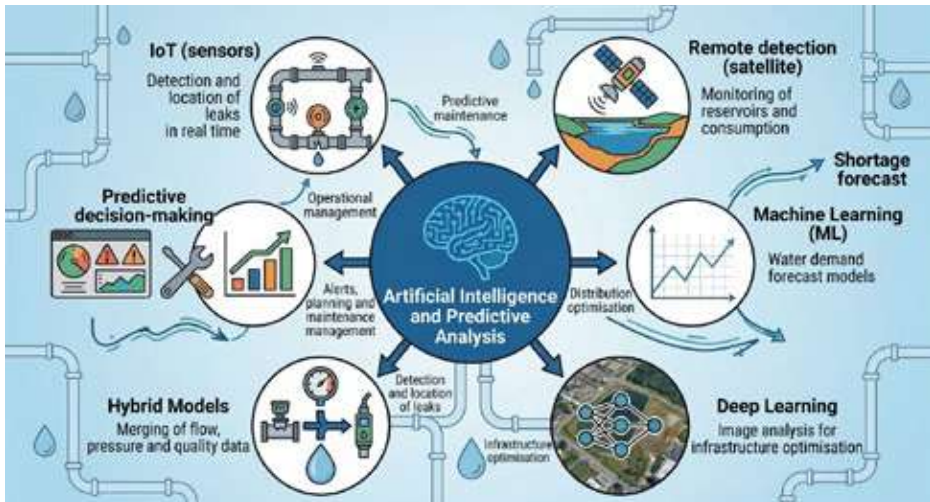 IoT (sensors)
Detection and
location of
leaks
in real time
Predictive
maintenance
Remote detection
(satellite)
Monitoring of
reservoirs and
consumption
Shortage
forecast
Predictive
decision-making
Operational
management
Alerts,
planning and
maintenance
management
Artificial Intelligence
and Predictive
Analysis
Distribution
optimisation
Machine Learning
(ML)
Water demand
forecast models
Hybrid Models
Merging of flow,
pressure and quality data
Detection
and location
of leaks
Infrastructure
optimisation
Deep Learning
Image analysis for
infrastructure optimisation